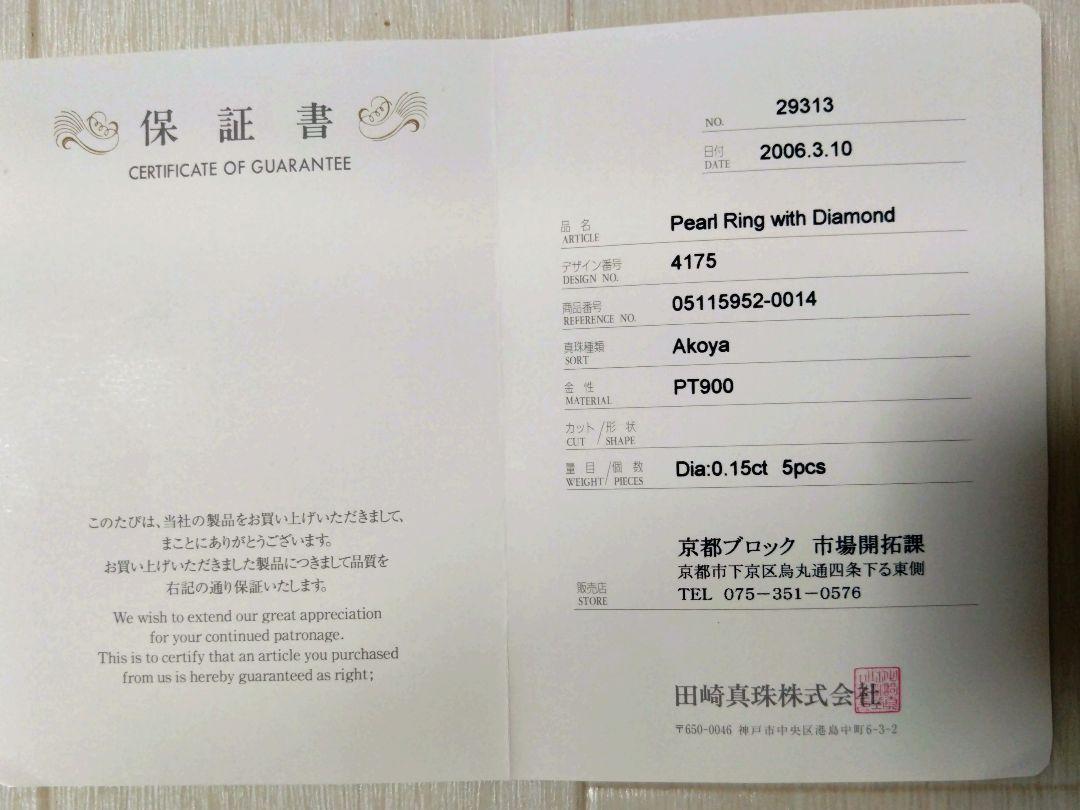 保証書
CERTIFICATE OF GUARANTEE
このたびは、当社の製品をお買い上げいただきまして、
まことにありがとうございます。
お買い上げいただきました製品につきまして品質を
右記の通り保証いたします。
We wish to extend our great appreciation
for your continued patronage.
This is to certify that an article you purchased
from us is hereby guaranteed as right;
NO. 29313
日付 DATE 2006.3.10
品名 ARTICLE Pearl Ring with Diamond
デザイン番号 DESIGN NO. 4175
商品番号 REFERENCE NO. 05115952-0014
真珠種類 SORT Akoya
金性 MATERIAL PT900
カット/形状 CUT/SHAPE
量目/個数 WEIGHT/PIECES Dia:0.15ct 5pcs
京都ブロック 市場開拓課
京都市下京区烏丸通四条下る東側
販売店 STORE TEL 075-351-0576
田崎真珠株式会社
〒650-0046 神戸市中央区港島中町6-3-2